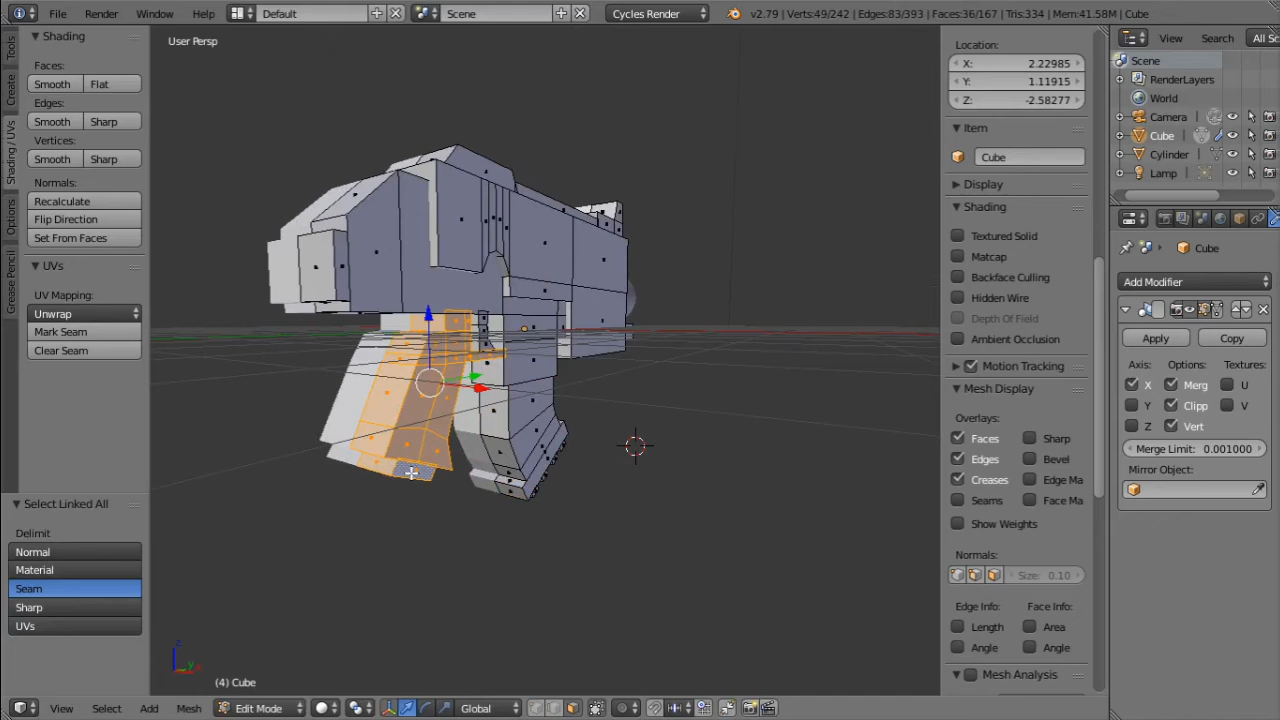 File Render Window Help Default Scene Cycles Render v2.79 | Verts:49/242 | Edges:83/393 | Faces:36/167 | Tris:334 | Mem:41.58M | Cube
Tools
Create
Shading / UVs
Options
Grease Pencil
Shading
Faces:
Smooth Flat
Edges:
Smooth Sharp
Vertices:
Smooth Sharp
Normals:
Recalculate
Flip Direction
Set From Faces
UVs
UV Mapping:
Unwrap
Mark Seam
Clear Seam
Select Linked All
Delimit
Normal
Material
Seam
Sharp
UVs
User Persp
z
y
x
(4) Cube
View Select Add Mesh Edit Mode Global
Location:
X: 2.22985
Y: 1.11915
Z: -2.58277
Item
Cube
Display
Shading
Textured Solid
Matcap
Backface Culling
Hidden Wire
Depth Of Field
Ambient Occlusion
Motion Tracking
Mesh Display
Overlays:
Faces Sharp
Edges Bevel
Creases Edge Ma
Seams Face Ma
Show Weights
Normals:
Size: 0.10
Edge Info: Face Info:
Length Area
Angle Angle
Mesh Analysis
View Search All Sc
Scene
RenderLayers
World
Camera
Cube
Cylinder
Lamp
Cube
Add Modifier
Apply Copy
Axis: Options: Textures:
X Merg U
Y Clipp V
Z Vert
Merge Limit: 0.001000
Mirror Object: